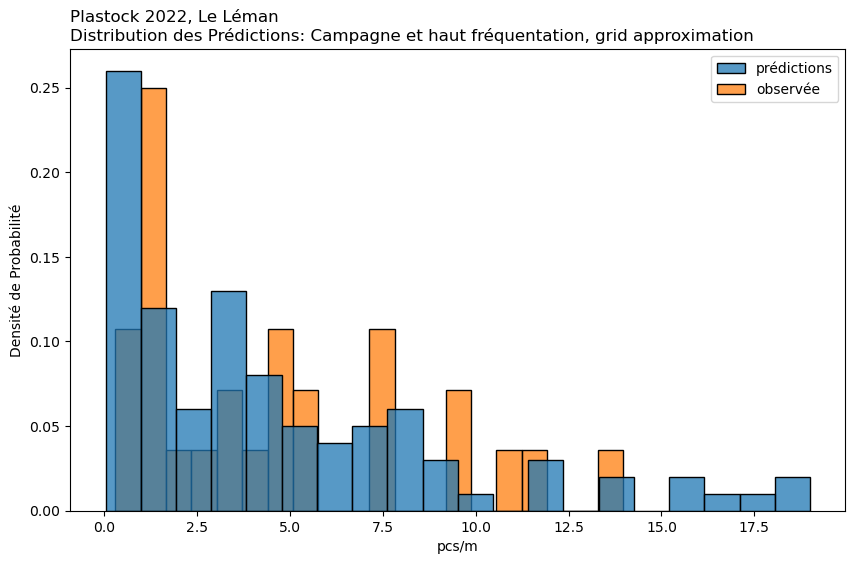 Plastock 2022, Le Léman
Distribution des Prédictions: Campagne et haut fréquentation, grid approximation
prédictions
observée
Densité de Probabilité
0.25
0.20
0.15
0.10
0.05
0.00
0.0 2.5 5.0 7.5 10.0 12.5 15.0 17.5
pcs/m